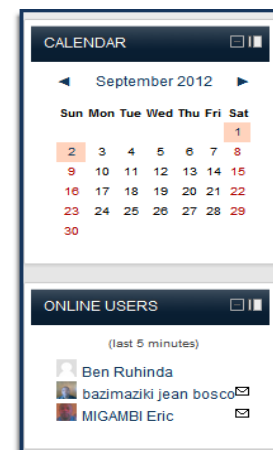 CALENDAR
◄ September 2012 ►
Sun Mon Tue Wed Thu Fri Sat
1
2 3 4 5 6 7 8
9 10 11 12 13 14 15
16 17 18 19 20 21 22
23 24 25 26 27 28 29
30
ONLINE USERS
(last 5 minutes)
Ben Ruhinda
bazimaziki jean bosco
MIGAMBI Eric